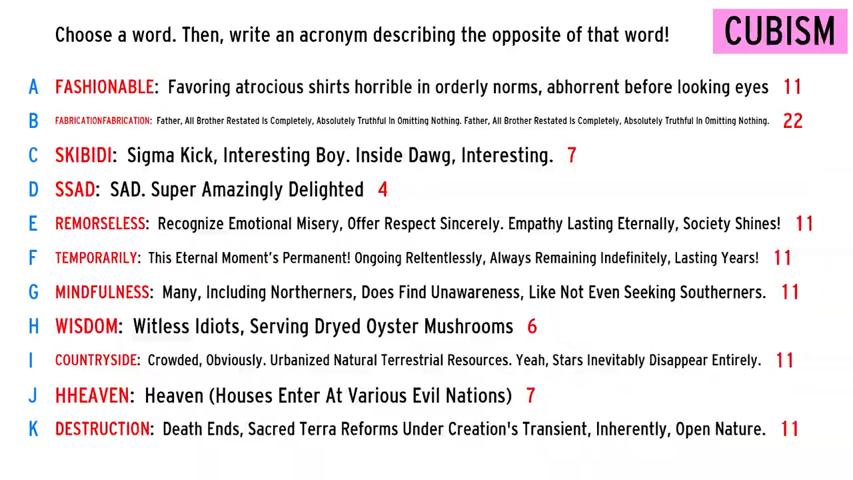 Choose a word. Then, write an acronym describing the opposite of that word!
CUBISM
A FASHIONABLE: Favoring atrocious shirts horrible in orderly norms, abhorrent before looking eyes 11
B FABRICATIONFABRICATION: Father, All Brother Restated Is Completely, Absolutely Truthful In Omitting Nothing. Father, All Brother Restated Is Completely, Absolutely Truthful In Omitting Nothing. 22
C SKIBIDI: Sigma Kick, Interesting Boy. Inside Dawg, Interesting. 7
D SSAD: SAD. Super Amazingly Delighted 4
E REMORSELESS: Recognize Emotional Misery, Offer Respect Sincerely. Empathy Lasting Eternally, Society Shines! 11
F TEMPORARILY: This Eternal Moment's Permanent! Ongoing Reltentlessly, Always Remaining Indefinitely, Lasting Years! 11
G MINDFULNESS: Many, Including Northerners, Does Find Unawareness, Like Not Even Seeking Southerners. 11
H WISDOM: Witless Idiots, Serving Dryed Oyster Mushrooms 6
I COUNTRYSIDE: Crowded, Obviously. Urbanized Natural Terrestrial Resources. Yeah, Stars Inevitably Disappear Entirely. 11
J HHEAVEN: Heaven (Houses Enter At Various Evil Nations) 7
K DESTRUCTION: Death Ends, Sacred Terra Reforms Under Creation's Transient, Inherently, Open Nature. 11